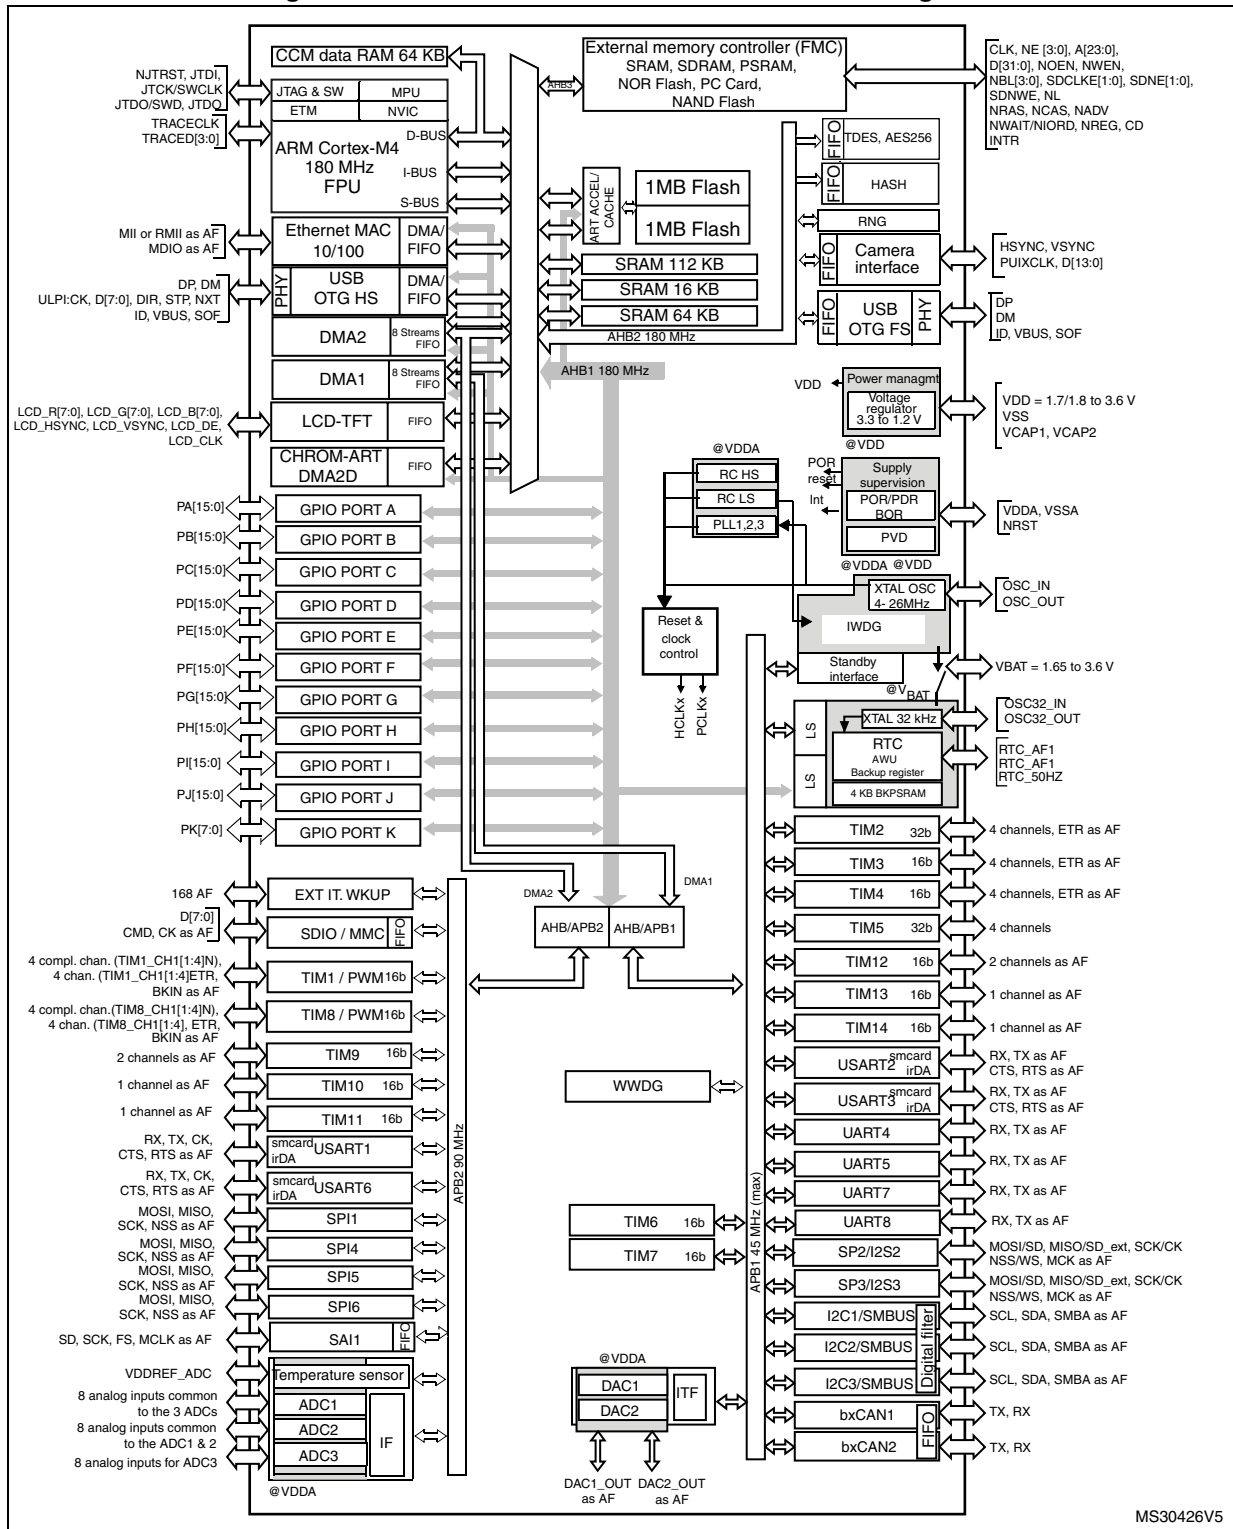 CCM data RAM 64 KB
External memory controller (FMC)
SRAM, SDRAM, PSRAM,
NOR Flash, PC Card,
NAND Flash
AHB3
CLK, NE [3:0], A[23:0],
D[31:0], NOEN, NWEN,
NBL[3:0], SDCLKE[1:0], SDNE[1:0],
SDNWE, NL
NRAS, NCAS, NADV
NWAIT/NIORD, NREG, CD
INTR
NJTRST, JTDI,
JTCK/SWCLK
JTDO/SWD, JTDO
TRACECLK
TRACED[3:0]
JTAG & SW
MPU
ETM
NVIC
D-BUS
ARM Cortex-M4
180 MHz
FPU
I-BUS
S-BUS
ART ACCEL/
CACHE
1MB Flash
1MB Flash
FIFO
TDES, AES256
FIFO
HASH
RNG
FIFO
Camera
interface
HSYNC, VSYNC
PUIXCLK, D[13:0]
FIFO
USB
OTG FS
PHY
DP
DM
ID, VBUS, SOF
MII or RMII as AF
MDIO as AF
Ethernet MAC
10/100
DMA/
FIFO
DP, DM
ULPI:CK, D[7:0], DIR, STP, NXT
ID, VBUS, SOF
PHY
USB
OTG HS
DMA/
FIFO
SRAM 112 KB
SRAM 16 KB
SRAM 64 KB
AHB2 180 MHz
DMA2
8 Streams
FIFO
DMA1
8 Streams
FIFO
AHB1 180 MHz
LCD_R[7:0], LCD_G[7:0], LCD_B[7:0],
LCD_HSYNC, LCD_VSYNC, LCD_DE,
LCD_CLK
LCD-TFT
FIFO
CHROM-ART
DMA2D
FIFO
VDD
Power managmt
Voltage
regulator
3.3 to 1.2 V
@VDD
VDD = 1.7/1.8 to 3.6 V
VSS
VCAP1, VCAP2
@VDDA
RC HS
RC LS
PLL1,2,3
POR
reset
Int
Supply
supervision
POR/PDR
BOR
PVD
@VDDA @VDD
VDDA, VSSA
NRST
XTAL OSC
4- 26MHz
IWDG
OSC_IN
OSC_OUT
Reset &
clock
control
HCLKx
PCLKx
Standby
interface
VBAT = 1.65 to 3.6 V
@VBAT
LS
LS
XTAL 32 kHz
RTC
AWU
Backup register
4 KB BKPSRAM
OSC32_IN
OSC32_OUT
RTC_AF1
RTC_AF1
RTC_50HZ
PA[15:0]
GPIO PORT A
PB[15:0]
GPIO PORT B
PC[15:0]
GPIO PORT C
PD[15:0]
GPIO PORT D
PE[15:0]
GPIO PORT E
PF[15:0]
GPIO PORT F
PG[15:0]
GPIO PORT G
PH[15:0]
GPIO PORT H
PI[15:0]
GPIO PORT I
PJ[15:0]
GPIO PORT J
PK[7:0]
GPIO PORT K
DMA2
DMA1
AHB/APB2
AHB/APB1
168 AF
EXT IT. WKUP
D[7:0]
CMD, CK as AF
SDIO / MMC
FIFO
4 compl. chan. (TIM1_CH1[1:4]N),
4 chan. (TIM1_CH1[1:4]ETR,
BKIN as AF
TIM1 / PWM 16b
4 compl. chan.(TIM8_CH1[1:4]N),
4 chan. (TIM8_CH1[1:4], ETR,
BKIN as AF
TIM8 / PWM 16b
2 channels as AF
TIM9 16b
1 channel as AF
TIM10 16b
1 channel as AF
TIM11 16b
RX, TX, CK,
CTS, RTS as AF
smcard
irDA
USART1
RX, TX, CK,
CTS, RTS as AF
smcard
irDA
USART6
MOSI, MISO,
SCK, NSS as AF
SPI1
MOSI, MISO,
SCK, NSS as AF
SPI4
MOSI, MISO,
SCK, NSS as AF
SPI5
MOSI, MISO,
SCK, NSS as AF
SPI6
SD, SCK, FS, MCLK as AF
SAI1
FIFO
VDDREF_ADC
Temperature sensor
8 analog inputs common
to the 3 ADCs
8 analog inputs common
to the ADC1 & 2
8 analog inputs for ADC3
ADC1
ADC2
ADC3
IF
@VDDA
APB2 90 MHz
WWDG
TIM6 16b
TIM7 16b
@VDDA
DAC1
DAC2
ITF
DAC1_OUT
as AF
DAC2_OUT
as AF
APB1 45 MHz (max)
TIM2 32b
4 channels, ETR as AF
TIM3 16b
4 channels, ETR as AF
TIM4 16b
4 channels, ETR as AF
TIM5 32b
4 channels
TIM12 16b
2 channels as AF
TIM13 16b
1 channel as AF
TIM14 16b
1 channel as AF
USART2
smcard
irDA
RX, TX as AF
CTS, RTS as AF
USART3
smcard
irDA
RX, TX as AF
CTS, RTS as AF
UART4
RX, TX as AF
UART5
RX, TX as AF
UART7
RX, TX as AF
UART8
RX, TX as AF
SP2/I2S2
MOSI/SD, MISO/SD_ext, SCK/CK
NSS/WS, MCK as AF
SP3/I2S3
MOSI/SD, MISO/SD_ext, SCK/CK
NSS/WS, MCK as AF
I2C1/SMBUS
SCL, SDA, SMBA as AF
I2C2/SMBUS
SCL, SDA, SMBA as AF
I2C3/SMBUS
SCL, SDA, SMBA as AF
Digital filter
bxCAN1
TX, RX
bxCAN2
TX, RX
FIFO
MS30426V5